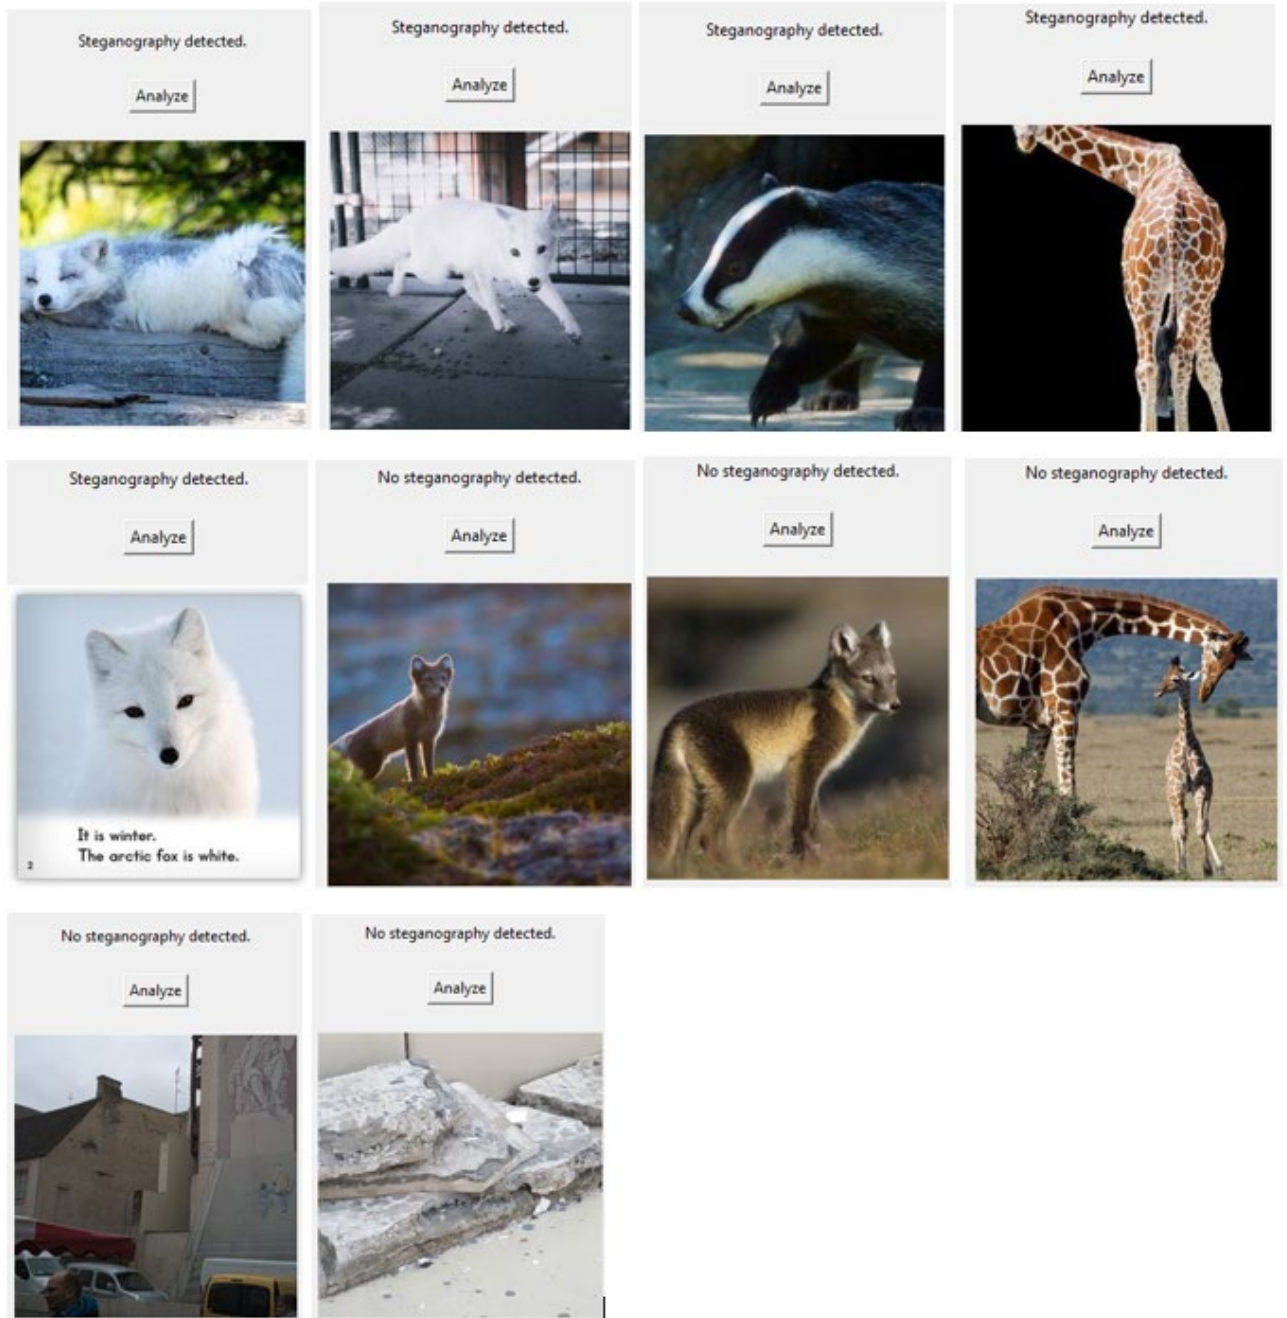 Steganography detected.
Analyze
Steganography detected.
Analyze
Steganography detected.
Analyze
Steganography detected.
Analyze
Steganography detected.
Analyze
It is winter.
The arctic fox is white.
2
No steganography detected.
Analyze
No steganography detected.
Analyze
No steganography detected.
Analyze
No steganography detected.
Analyze
No steganography detected.
Analyze